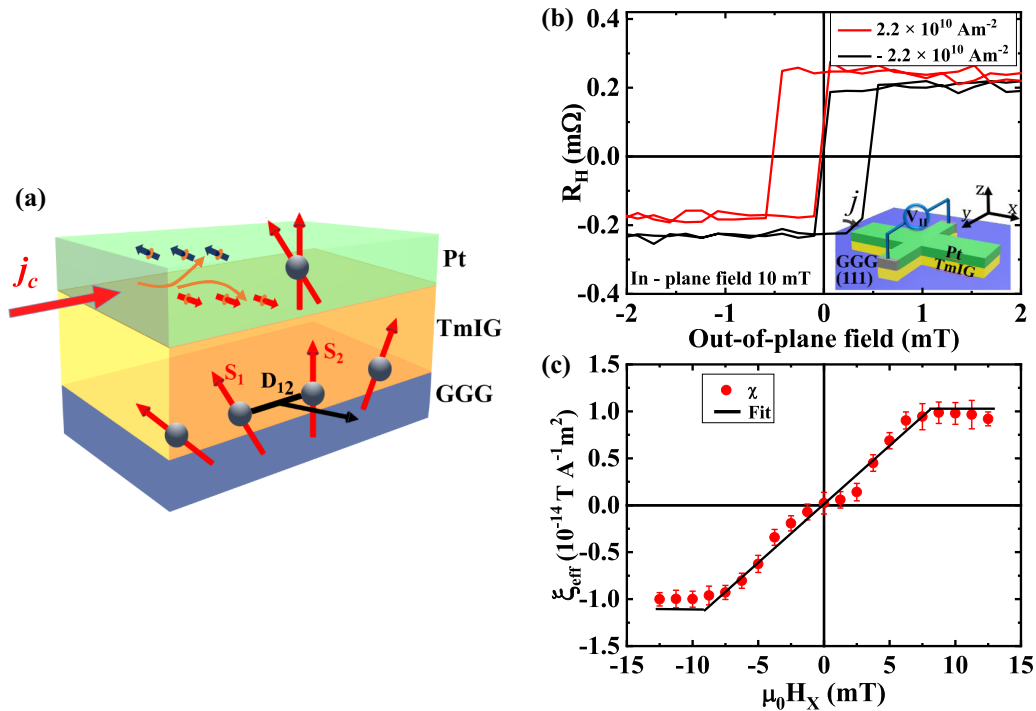 (a)
j_c
Pt
TmIG
GGG
S_1
S_2
D_12
(b)
2.2 × 10^10 Am^-2
- 2.2 × 10^10 Am^-2
R_H (mΩ)
0.4
0.2
0.0
-0.2
-0.4
In - plane field 10 mT
j
V_H
z
x
y
Pt
TmIG
GGG
(111)
-2 -1 0 1 2
Out-of-plane field (mT)
(c)
χ
Fit
ξ_eff (10^-14 T A^-1 m^2)
1.5
1.0
0.5
0.0
-0.5
-1.0
-1.5
-15 -10 -5 0 5 10 15
μ_0H_X (mT)